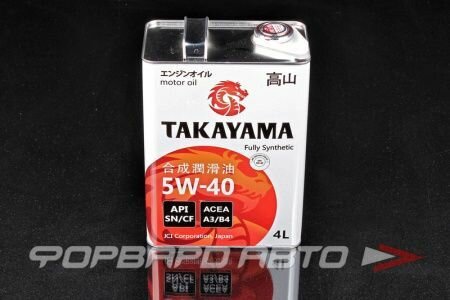 エンジンオイル
motor oil
高山
TAKAYAMA
Fully Synthetic
合成潤滑油
5W-40
API
SN/CF
ACEA
A3/B4
JCI Corporation, Japan
4L
ФОРВАРД АВТО